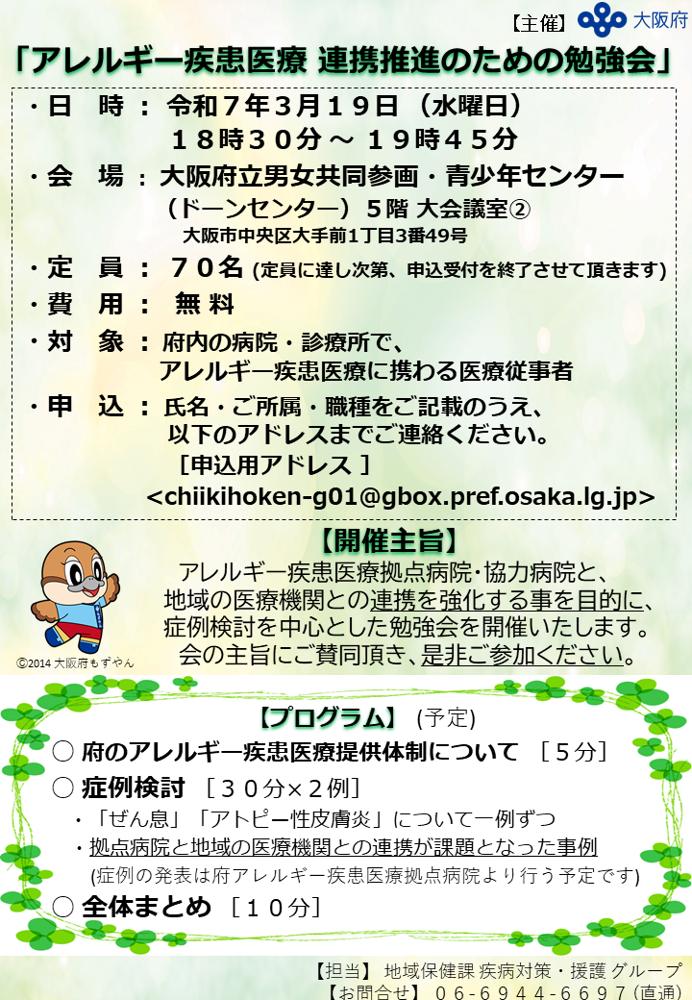 【主催】 大阪府
「アレルギー疾患医療 連携推進のための勉強会」
・日 時 ： 令和７年３月１９日（水曜日）
１８時３０分 ～ １９時４５分
・会 場 ： 大阪府立男女共同参画・青少年センター
（ドーンセンター）５階 大会議室②
大阪市中央区大手前1丁目3番49号
・定 員 ： ７０名 (定員に達し次第、申込受付を終了させて頂きます)
・費 用 ： 無 料
・対 象 ： 府内の病院・診療所で、
アレルギー疾患医療に携わる医療従事者
・申 込 ： 氏名・ご所属・職種をご記載のうえ、
以下のアドレスまでご連絡ください。
［申込用アドレス ］
<chiikihoken-g01@gbox.pref.osaka.lg.jp>
【開催主旨】
アレルギー疾患医療拠点病院･協力病院と、
地域の医療機関との連携を強化する事を目的に、
症例検討を中心とした勉強会を開催いたします。
会の主旨にご賛同頂き、是非ご参加ください。
©2014 大阪府もずやん
【プログラム】 (予定)
○ 府のアレルギー疾患医療提供体制について ［５分］
○ 症例検討 ［３０分×２例］
・「ぜん息」「アトピー性皮膚炎」について一例ずつ
・拠点病院と地域の医療機関との連携が課題となった事例
(症例の発表は府アレルギー疾患医療拠点病院より行う予定です)
○ 全体まとめ ［１０分］
【担当】 地域保健課 疾病対策・援護 グループ
【お問合せ】 ０６-６９４４-６６９７ (直通)